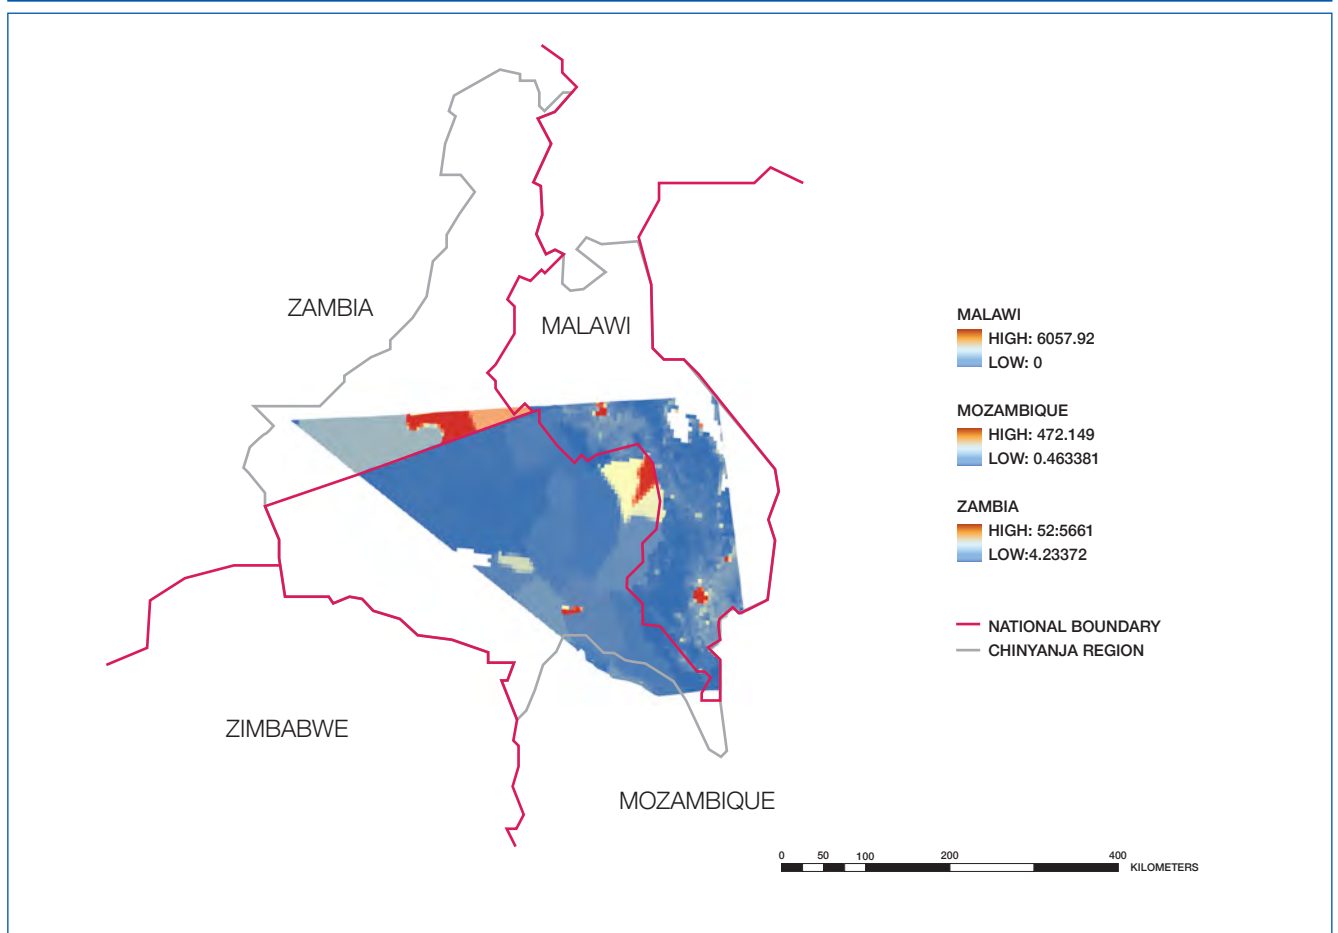 ZAMBIA
MALAWI
ZIMBABWE
MOZAMBIQUE
MALAWI
HIGH: 6057.92
LOW: 0
MOZAMBIQUE
HIGH: 472.149
LOW: 0.463381
ZAMBIA
HIGH: 52:5661
LOW:4.23372
NATIONAL BOUNDARY
CHINYANJA REGION
0 50 100 200 400
KILOMETERS